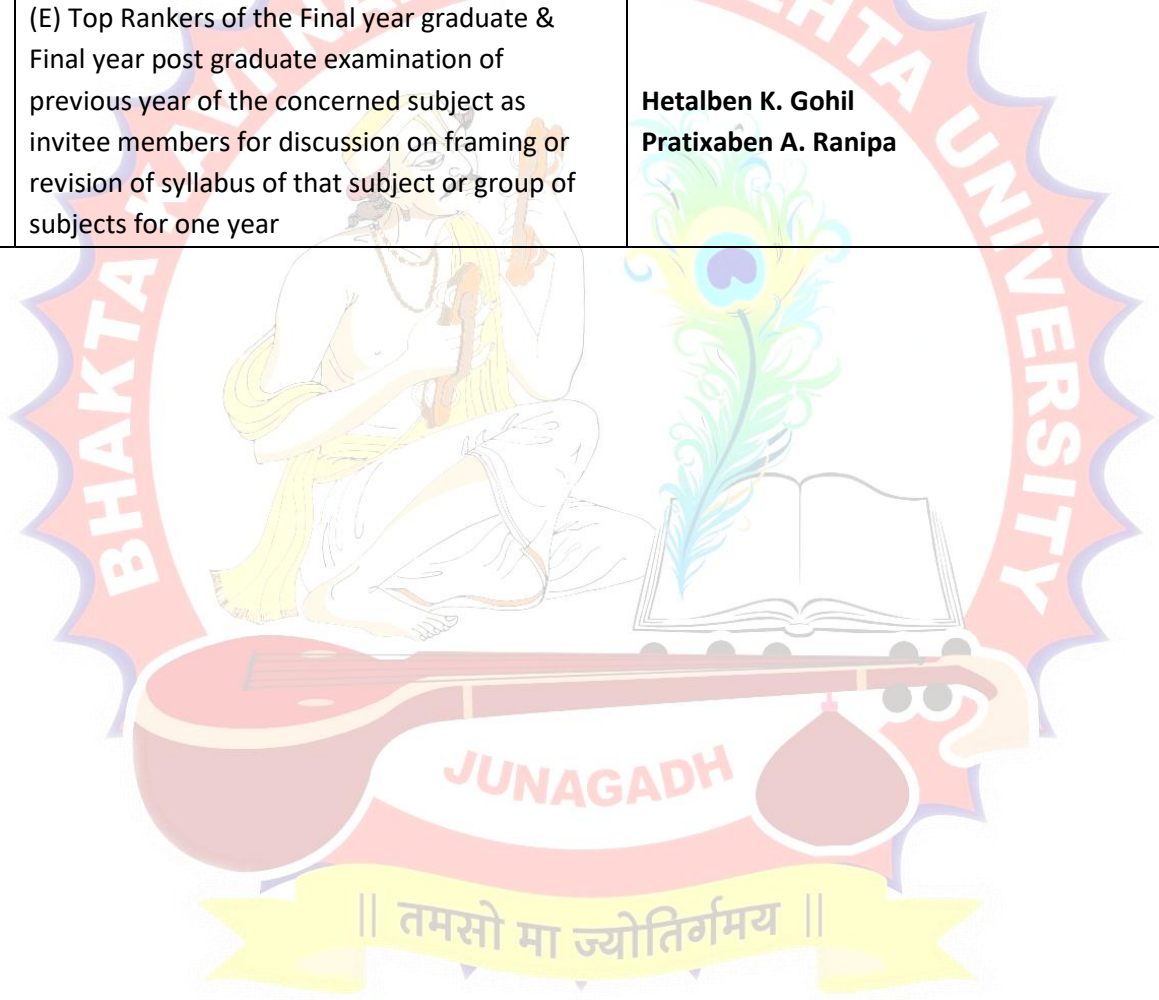 (E) Top Rankers of the Final year graduate &
Final year post graduate examination of
previous year of the concerned subject as
invitee members for discussion on framing or
revision of syllabus of that subject or group of
subjects for one year
Hetalben K. Gohil
Pratixaben A. Ranipa
BHAKTA KAVI
MEHTA UNIVERSITY
JUNAGADH
|| तमसो मा ज्योतिर्गमय ||